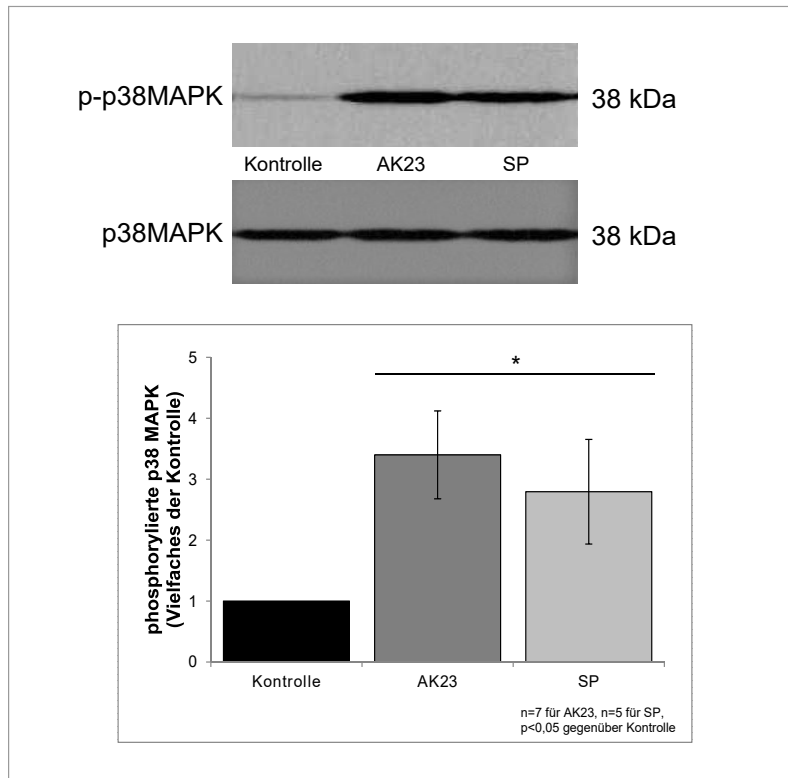 p-p38MAPK
38 kDa
Kontrolle AK23 SP
p38MAPK
38 kDa
phosphorylierte p38 MAPK
(Vielfaches der Kontrolle)
5
*
4
3
2
1
0
Kontrolle AK23 SP
n=7 für AK23, n=5 für SP,
p<0,05 gegenüber Kontrolle